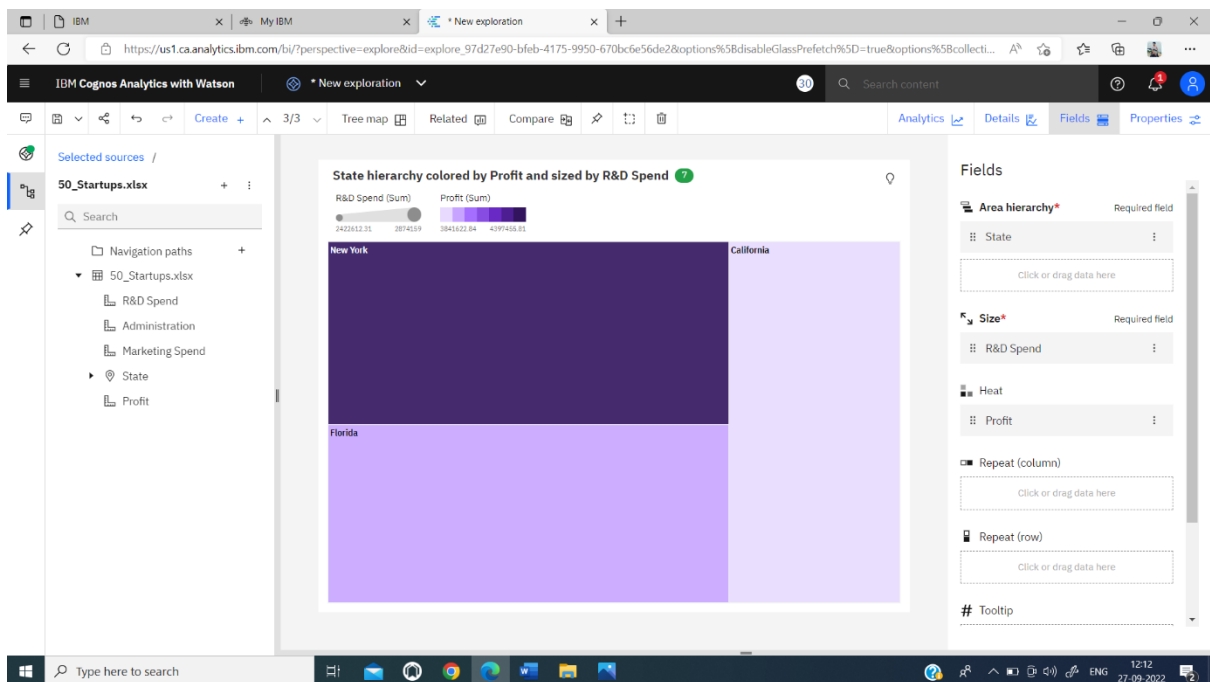 IBM
My IBM
* New exploration
https://us1.ca.analytics.ibm.com/bi/?perspective=explore&id=explore_97d27e90-bfeb-4175-9950-670bc6e56de2&options%5BdisableGlassPrefetch%5D=true&options%5Bcollecti...
IBM Cognos Analytics with Watson
* New exploration
30
Search content
1
Create +
3/3
Tree map
Related
Compare
Analytics
Details
Fields
Properties
Selected sources /
50_Startups.xlsx
Search
Navigation paths
50_Startups.xlsx
R&D Spend
Administration
Marketing Spend
State
Profit
State hierarchy colored by Profit and sized by R&D Spend 7
R&D Spend (Sum)
2422612.31 2874159
Profit (Sum)
3841622.84 4397455.81
New York
California
Florida
Fields
Area hierarchy* Required field
State
Click or drag data here
Size* Required field
R&D Spend
Heat
Profit
Repeat (column)
Click or drag data here
Repeat (row)
Click or drag data here
# Tooltip
Type here to search
ENG
12:12
27-09-2022
2